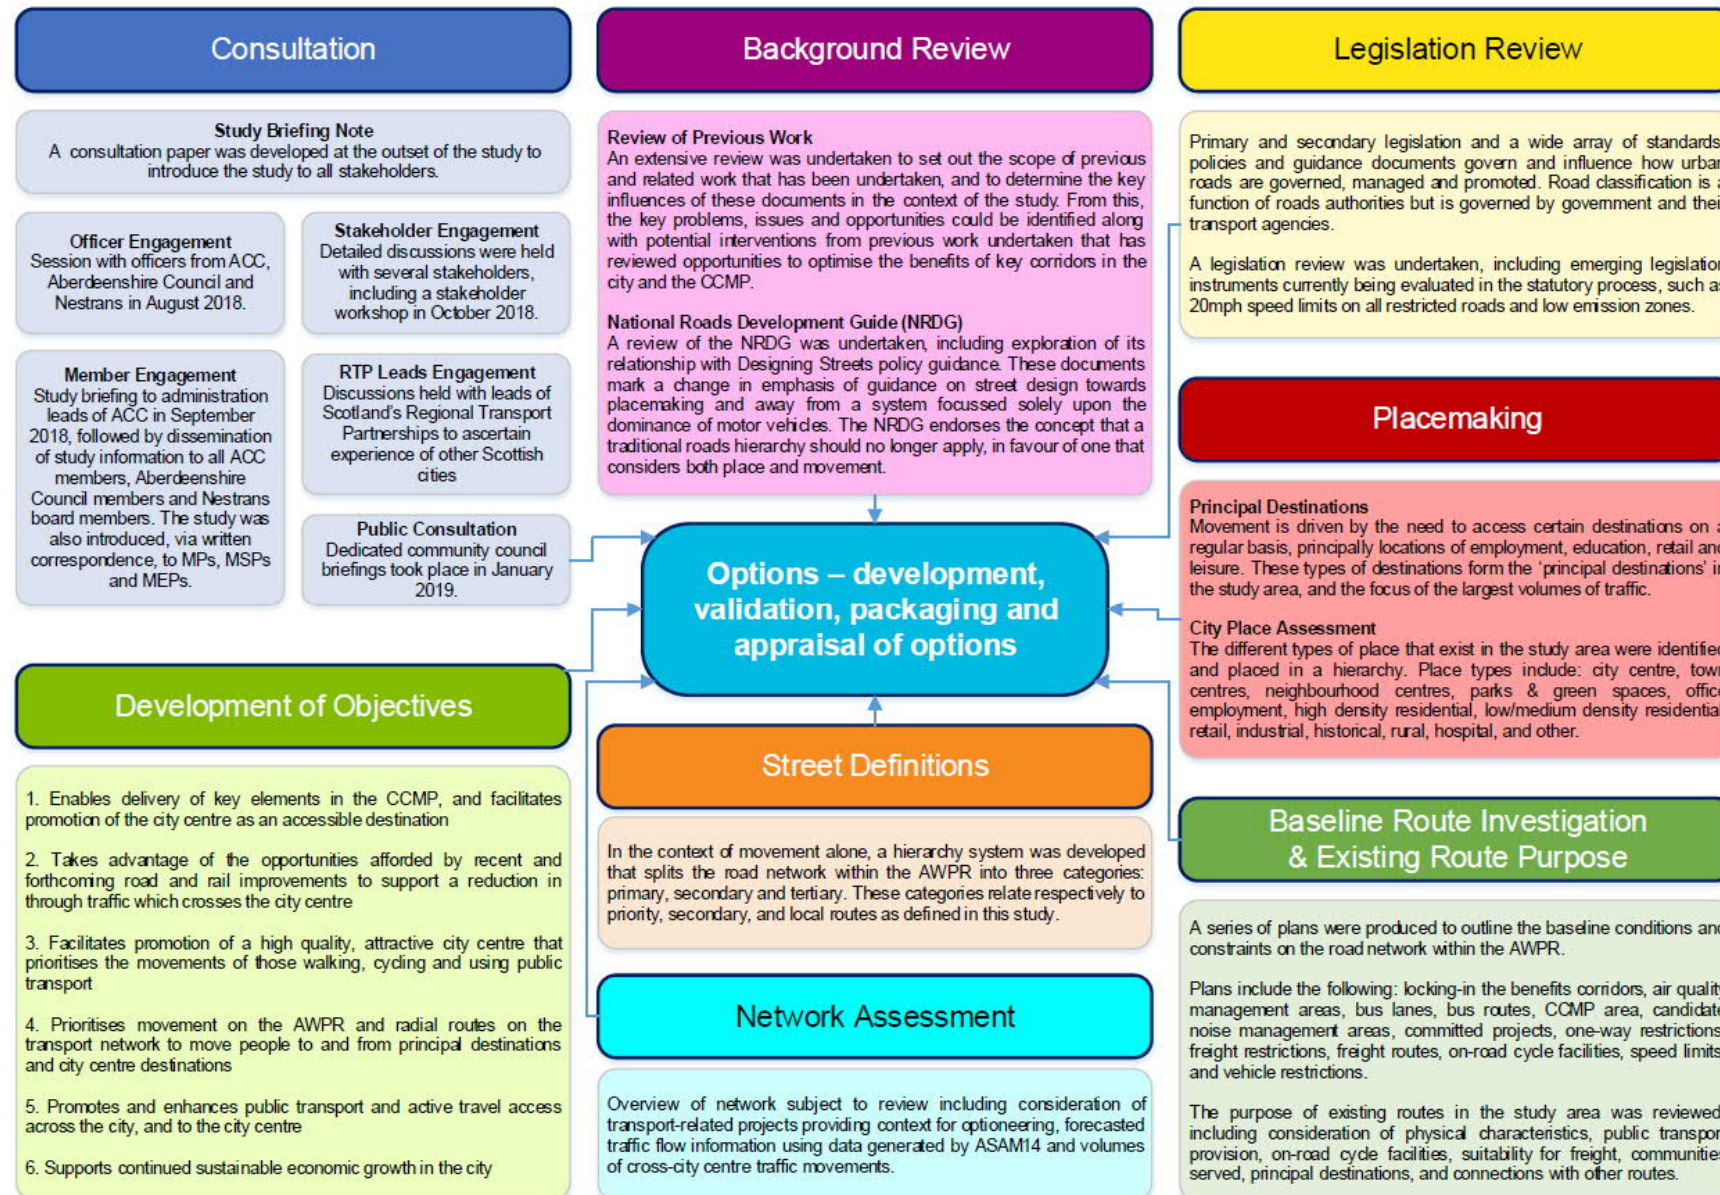 Consultation
Study Briefing Note
A consultation paper was developed at the outset of the study to
introduce the study to all stakeholders.
Officer Engagement
Session with officers from ACC,
Aberdeenshire Council and
Nestrans in August 2018.
Stakeholder Engagement
Detailed discussions were held
with several stakeholders,
including a stakeholder
workshop in October 2018.
Member Engagement
Study briefing to administration
leads of ACC in September
2018, followed by dissemination
of study information to all ACC
members, Aberdeenshire
Council members and Nestrans
board members. The study was
also introduced, via written
correspondence, to MPs, MSPs
and MEPs.
RTP Leads Engagement
Discussions held with leads of
Scotland's Regional Transport
Partnerships to ascertain
experience of other Scottish
cities
Public Consultation
Dedicated community council
briefings took place in January
2019.
Development of Objectives
1. Enables delivery of key elements in the CCMP, and facilitates
promotion of the city centre as an accessible destination
2. Takes advantage of the opportunities afforded by recent and
forthcoming road and rail improvements to support a reduction in
through traffic which crosses the city centre
3. Facilitates promotion of a high quality, attractive city centre that
prioritises the movements of those walking, cycling and using public
transport
4. Prioritises movement on the AWPR and radial routes on the
transport network to move people to and from principal destinations
and city centre destinations
5. Promotes and enhances public transport and active travel access
across the city, and to the city centre
6. Supports continued sustainable economic growth in the city
Background Review
Review of Previous Work
An extensive review was undertaken to set out the scope of previous
and related work that has been undertaken, and to determine the key
influences of these documents in the context of the study. From this,
the key problems, issues and opportunities could be identified along
with potential interventions from previous work undertaken that has
reviewed opportunities to optimise the benefits of key corridors in the
city and the CCMP.
National Roads Development Guide (NRDG)
A review of the NRDG was undertaken, including exploration of its
relationship with Designing Streets policy guidance. These documents
mark a change in emphasis of guidance on street design towards
placemaking and away from a system focussed solely upon the
dominance of motor vehicles. The NRDG endorses the concept that a
traditional roads hierarchy should no longer apply, in favour of one that
considers both place and movement.
Options – development,
validation, packaging and
appraisal of options
Street Definitions
In the context of movement alone, a hierarchy system was developed
that splits the road network within the AWPR into three categories:
primary, secondary and tertiary. These categories relate respectively to
priority, secondary, and local routes as defined in this study.
Network Assessment
Overview of network subject to review including consideration of
transport-related projects providing context for optioneering, forecasted
traffic flow information using data generated by ASAM14 and volumes
of cross-city centre traffic movements.
Legislation Review
Primary and secondary legislation and a wide array of standards
policies and guidance documents govern and influence how
roads are governed, managed and promoted. Road classification is
function of roads authorities but is governed by government and
transport agencies.
A legislation review was undertaken, including emerging
instruments currently being evaluated in the statutory process, such
20mph speed limits on all restricted roads and low emission zones.
Placemaking
Principal Destinations
Movement is driven by the need to access certain destinations on
regular basis, principally locations of employment, education, retail
leisure. These types of destinations form the 'principal destinations'
the study area, and the focus of the largest volumes of traffic.
City Place Assessment
The different types of place that exist in the study area were
and placed in a hierarchy. Place types include: city centre,
centres, neighbourhood centres, parks & green spaces,
employment, high density residential, low/medium density
retail, industrial, historical, rural, hospital, and other.
Baseline Route Investigation
& Existing Route Purpose
A series of plans were produced to outline the baseline conditions
constraints on the road network within the AWPR.
Plans include the following: locking-in the benefits corridors, air
management areas, bus lanes, bus routes, CCMP area,
noise management areas, committed projects, one-way restrictions
freight restrictions, freight routes, on-road cycle facilities, speed limits
and vehicle restrictions.
The purpose of existing routes in the study area was reviewed
including consideration of physical characteristics, public
provision, on-road cycle facilities, suitability for freight,
served, principal destinations, and connections with other routes.